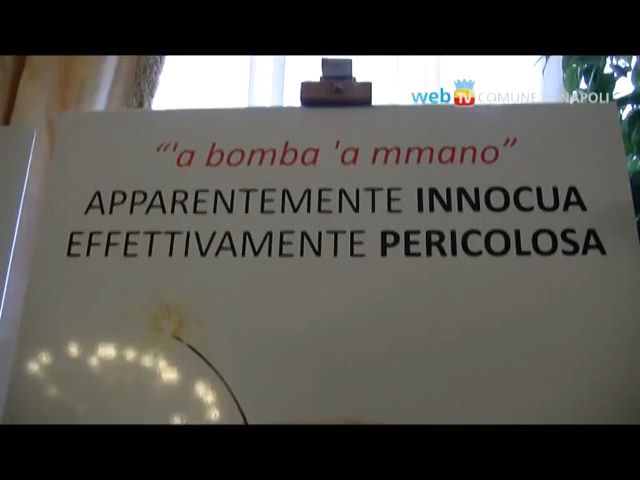 web TV COMUNE NAPOLI
"'a bomba 'a mmano"
APPARENTEMENTE INNOCUA
EFFETTIVAMENTE PERICOLOSA